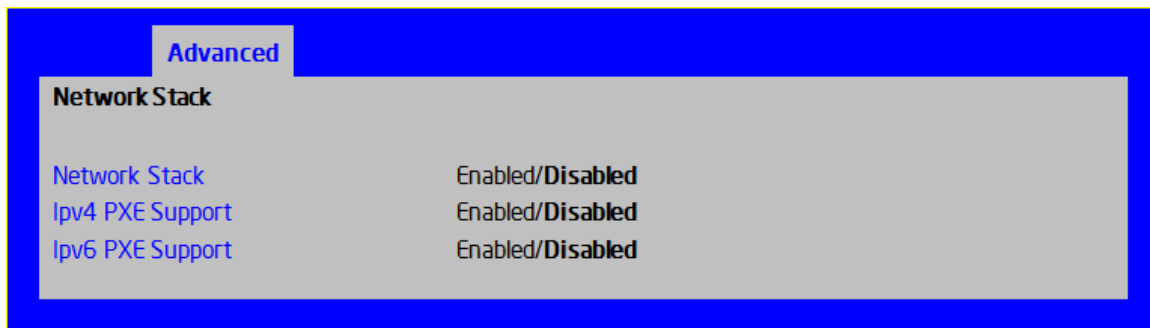 Advanced
Network Stack
Network Stack Enabled/Disabled
Ipv4 PXE Support Enabled/Disabled
Ipv6 PXE Support Enabled/Disabled